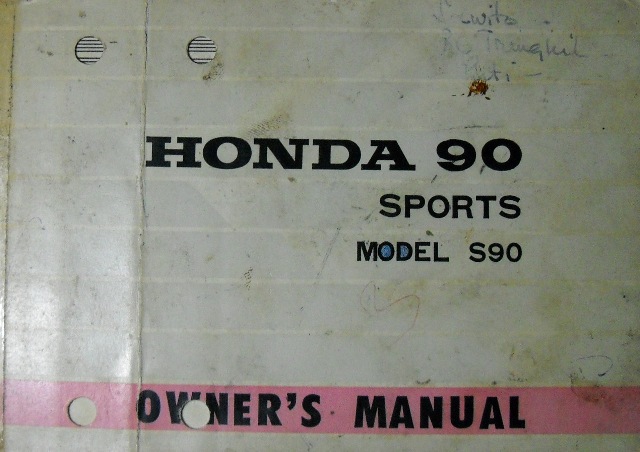 HONDA 90
SPORTS
MODEL S90
OWNER'S MANUAL